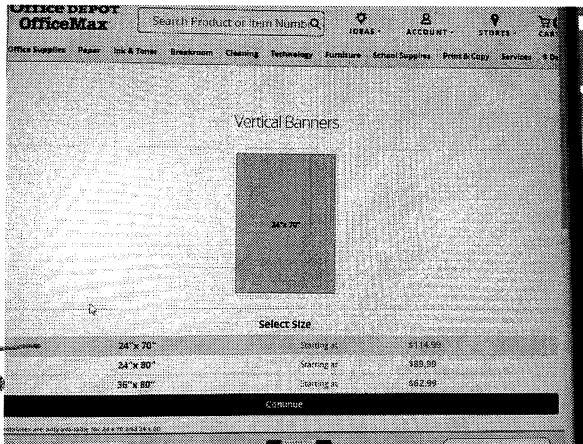 Office DEPOT
OfficeMax
Search Product or Item Numb
IDEAS
ACCOUNT
STORES
CAR
Office Supplies Paper Ink & Toner Breakroom Cleaning Technology Furniture School Supplies Print & Copy Services
Vertical Banners
24"x 70"
Select Size
24"x 70" Starting at $114.99
24"x 80" Starting at $89.99
36"x 80" Starting at $62.99
Continue